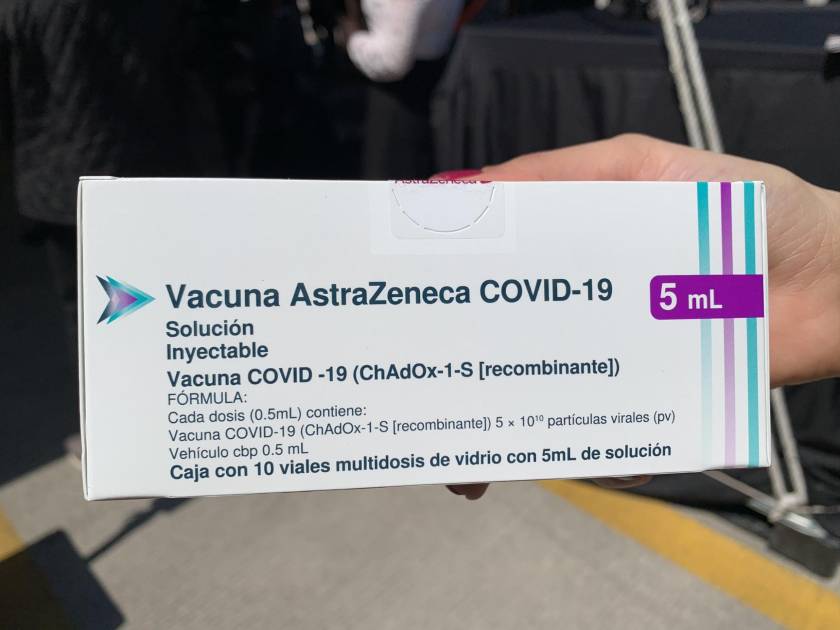 AstraZeneca
Vacuna AstraZeneca COVID-19
5 mL
Solución
Inyectable
Vacuna COVID -19 (ChAdOx-1-S [recombinante])
FÓRMULA:
Cada dosis (0.5mL) contiene:
Vacuna COVID-19 (ChAdOx-1-S [recombinante]) 5 × 10¹⁰ partículas virales (pv)
Vehículo cbp 0.5 mL
Caja con 10 viales multidosis de vidrio con 5mL de solución